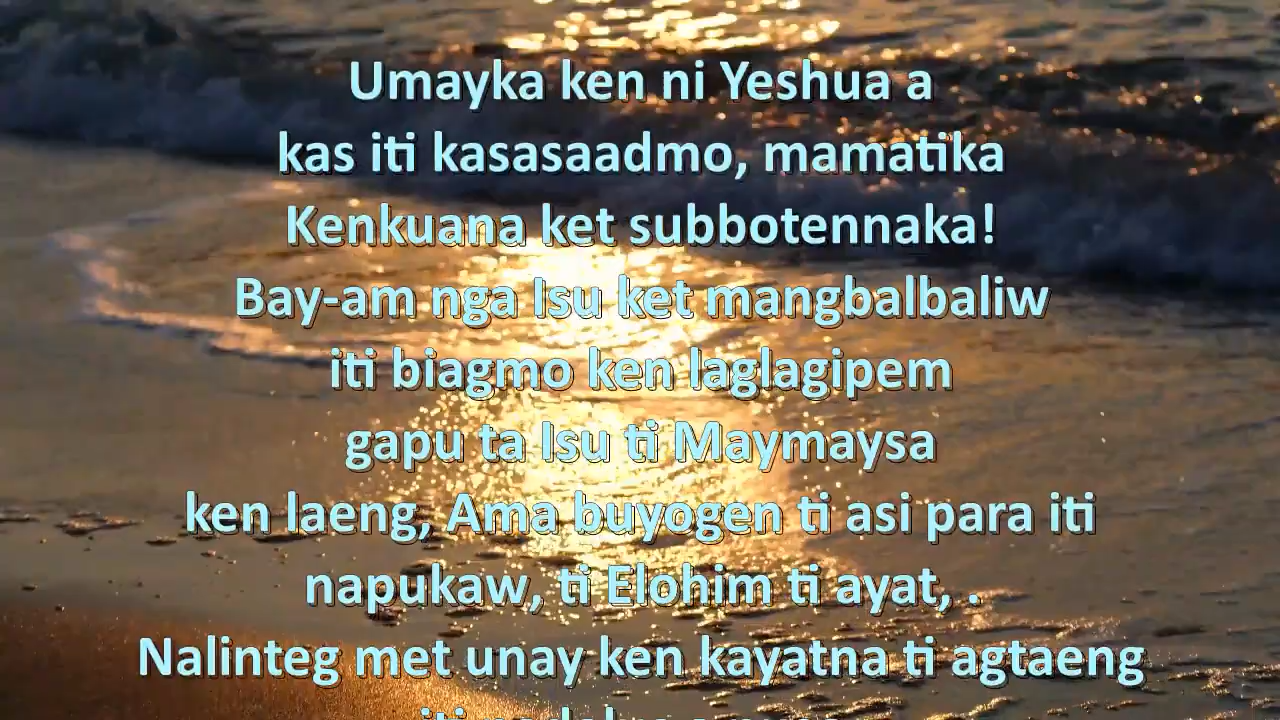 Umayka ken ni Yeshua a
kas iti kasasaadmo, mamatika
Kenkuana ket subbotennaka!
Bay-am nga Isu ket mangbalbaliw
iti biagmo ken laglagipem
gapu ta Isu ti Maymaysa
ken laeng, Ama buyogen ti asi para iti
napukaw, ti Elohim ti ayat, .
Nalinteg met unay ken kayatna ti agtaeng
iti